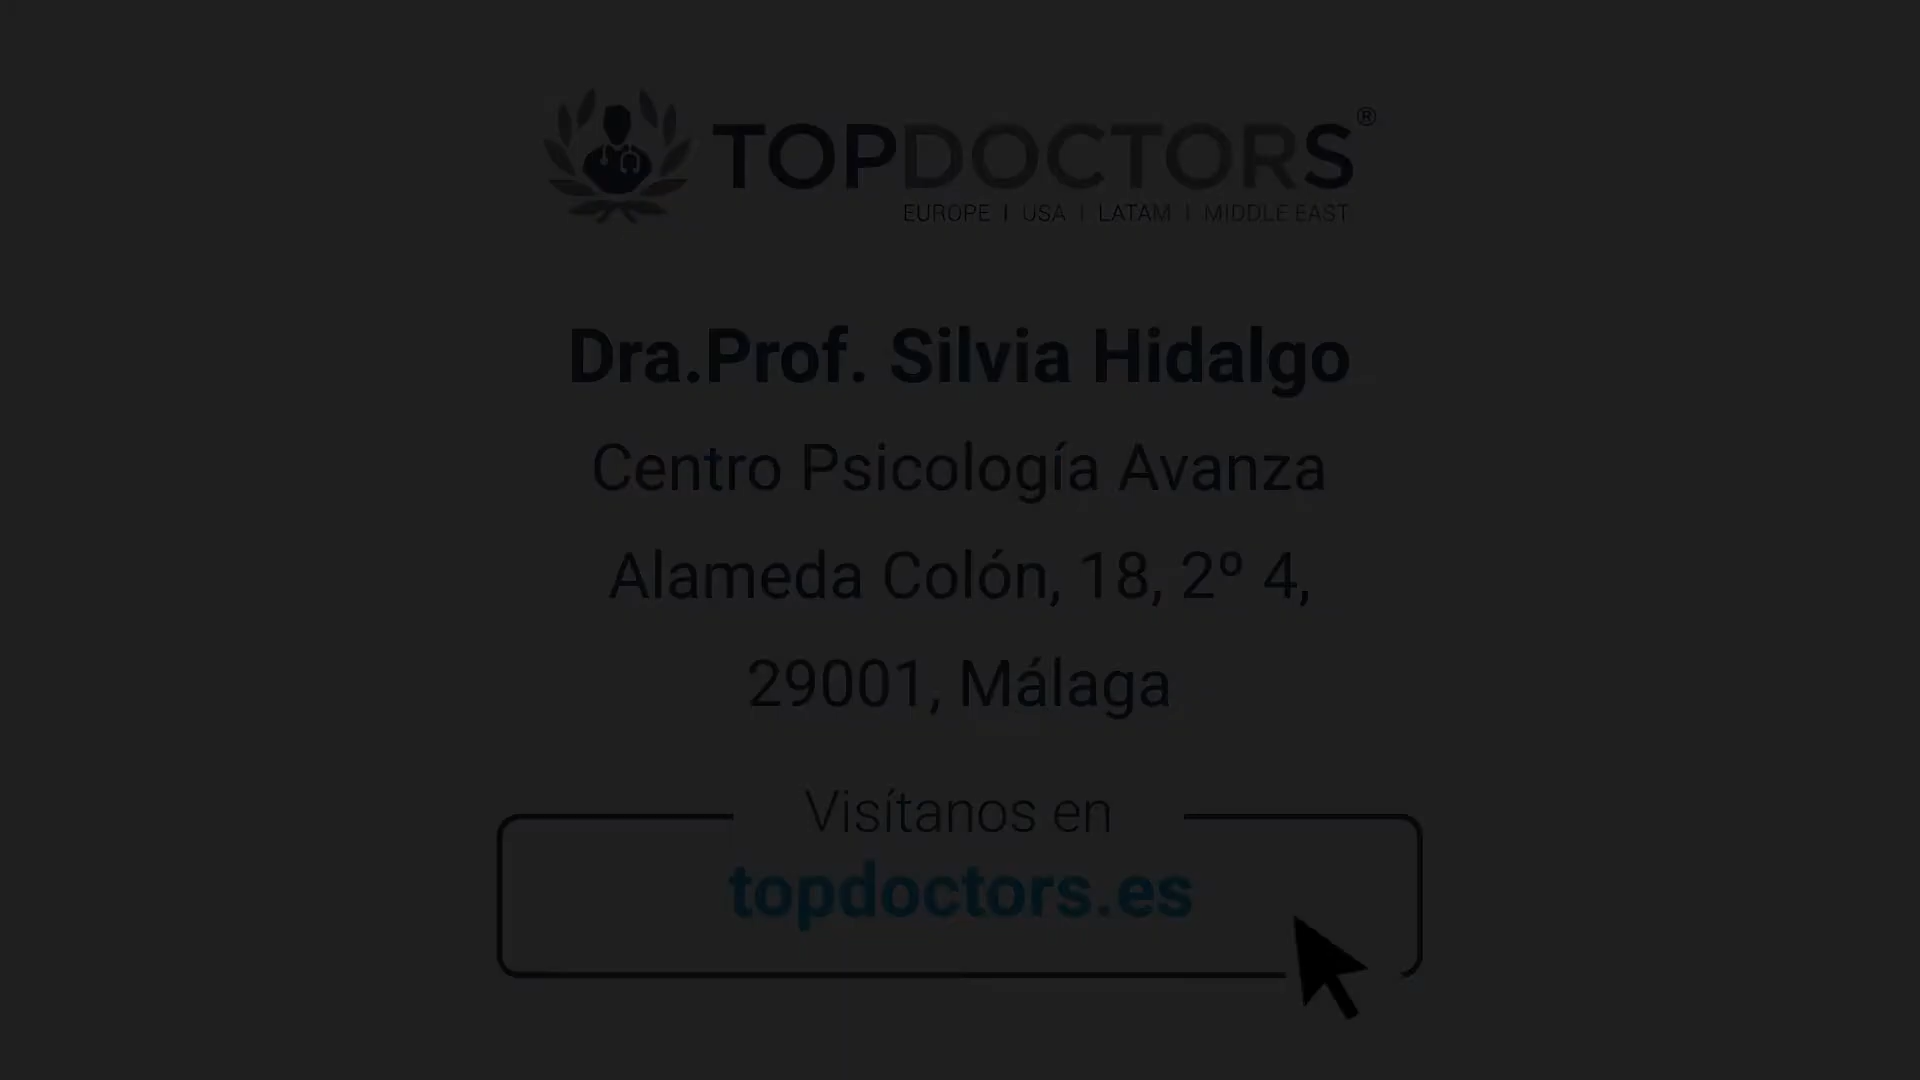 TOPDOCTORS®
EUROPE | USA | LATAM | MIDDLE EAST
Dra.Prof. Silvia Hidalgo
Centro Psicología Avanza
Alameda Colón, 18, 2º 4,
29001, Málaga
Visítanos en
topdoctors.es